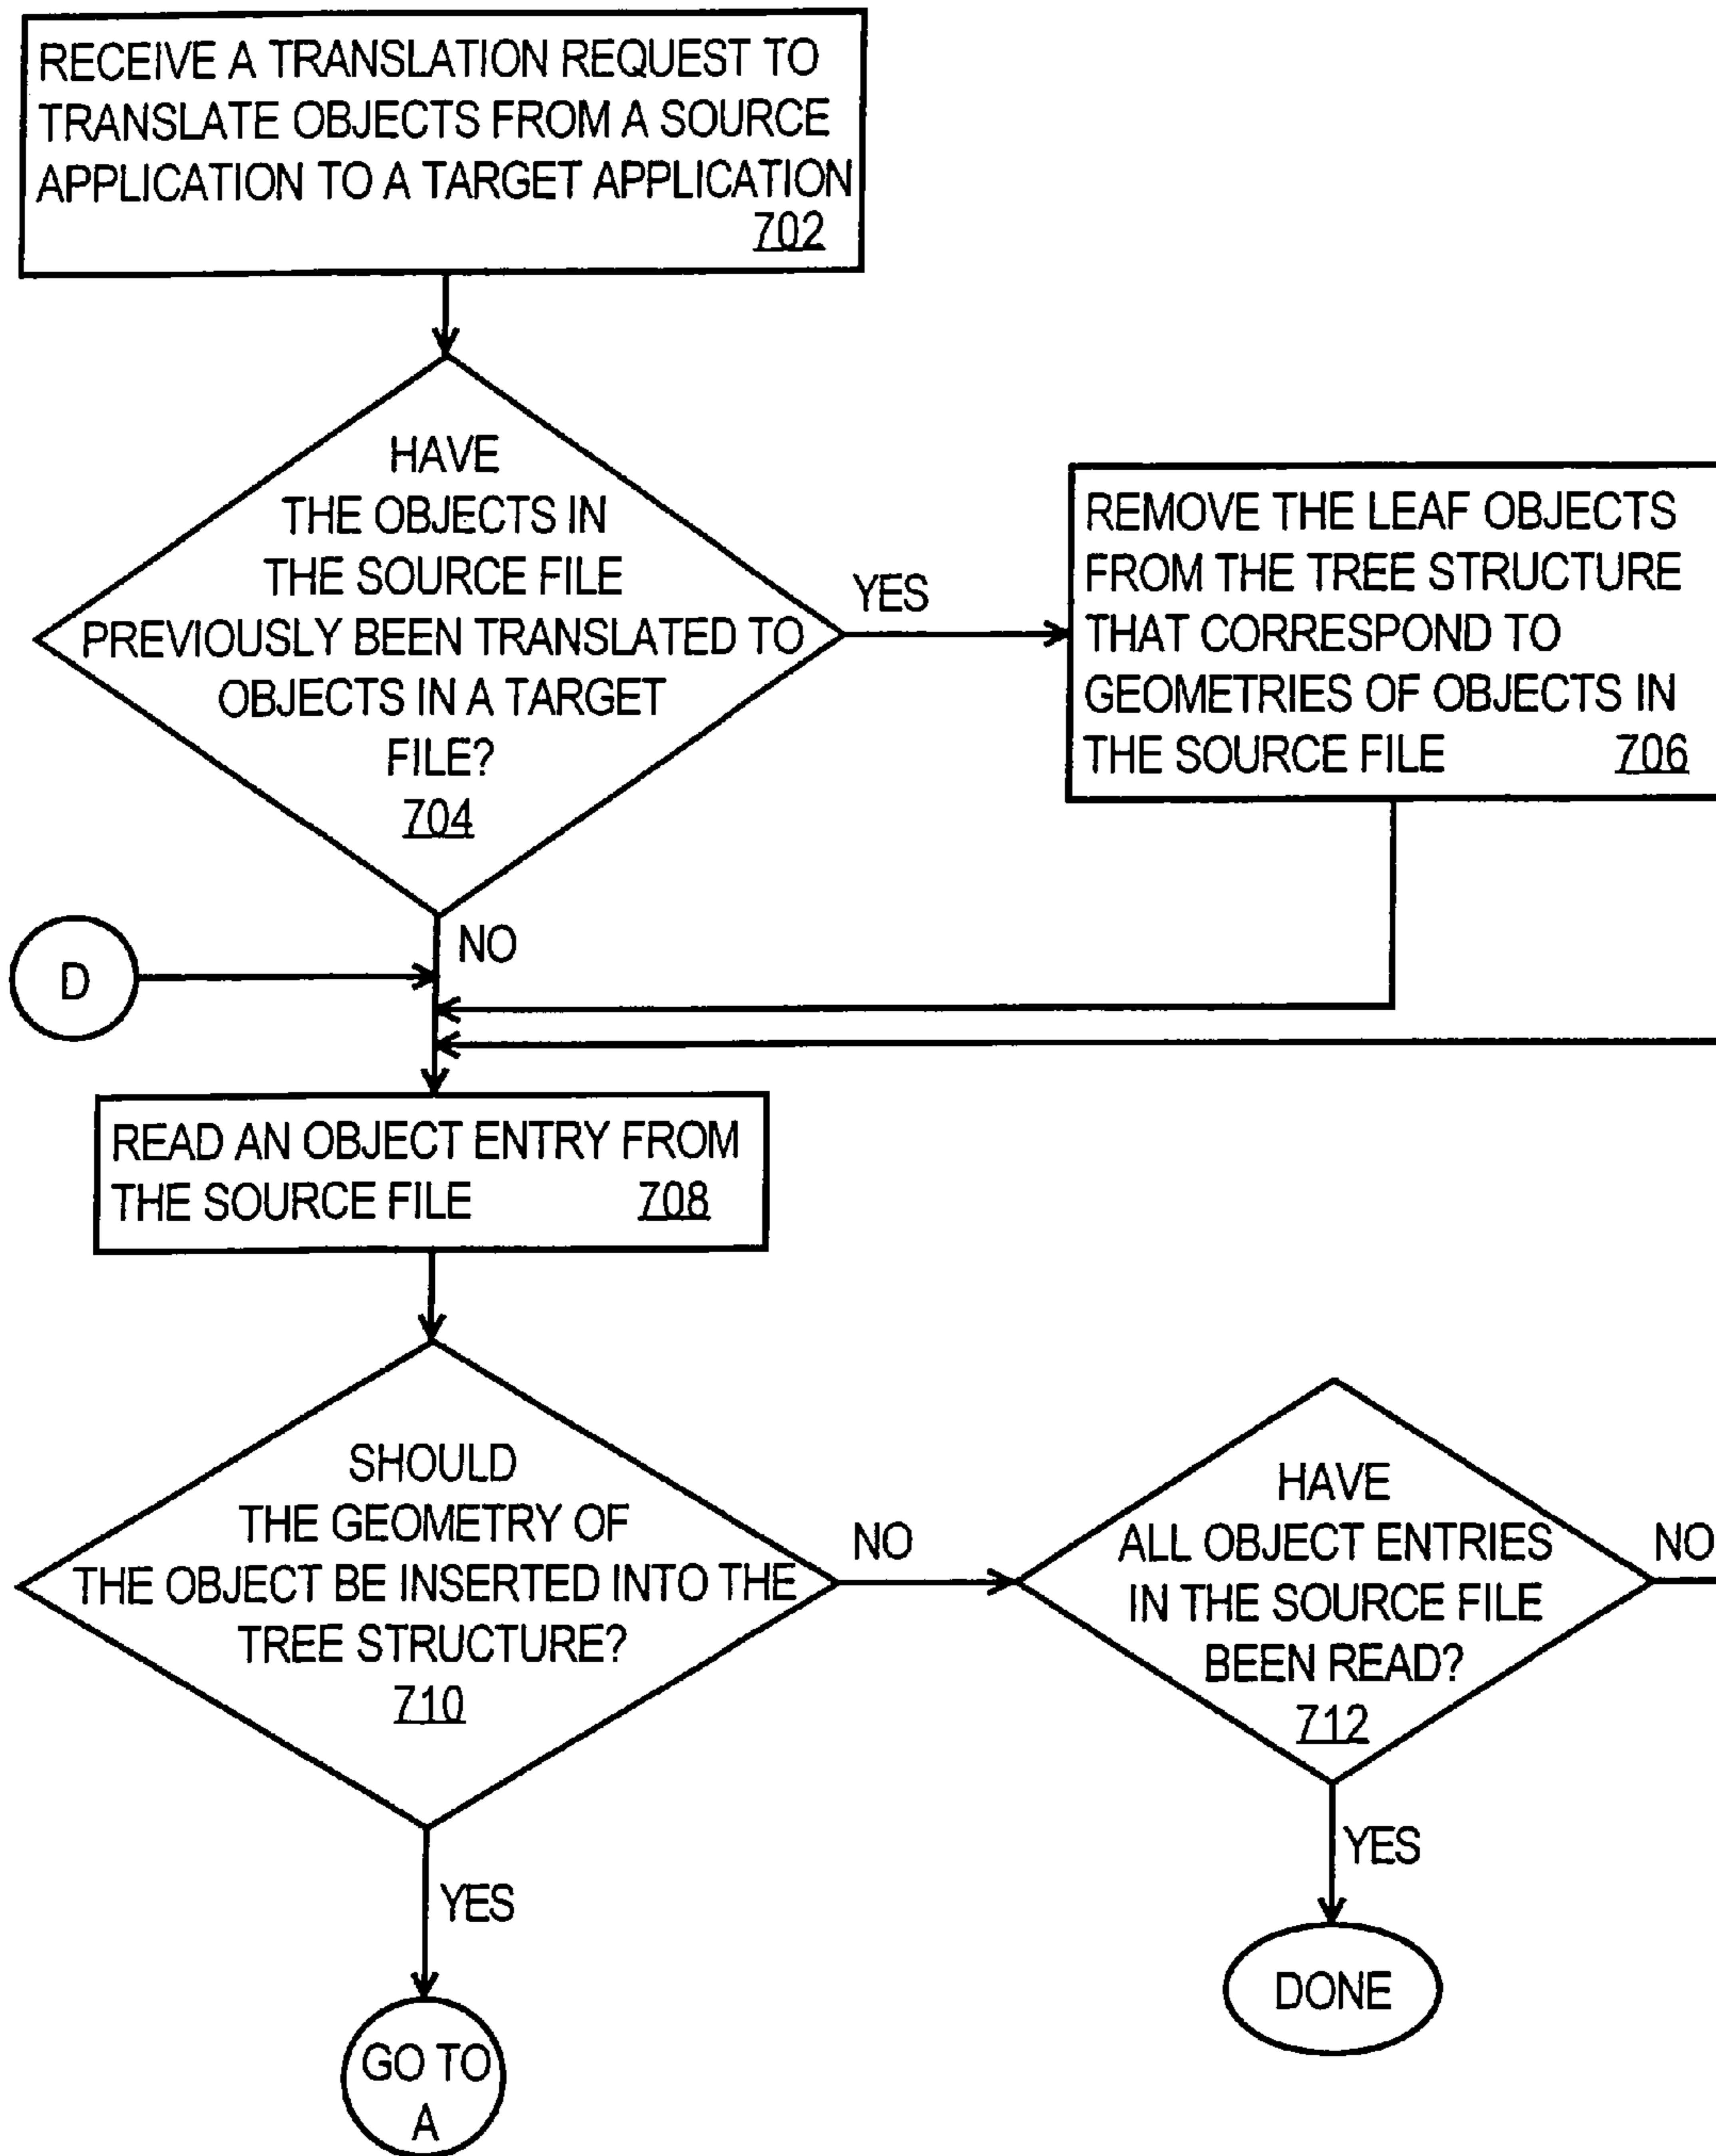 RECEIVE A TRANSLATION REQUEST TO
TRANSLATE OBJECTS FROM A SOURCE
APPLICATION TO A TARGET APPLICATION
702
HAVE
THE OBJECTS IN
THE SOURCE FILE
PREVIOUSLY BEEN TRANSLATED TO
OBJECTS IN A TARGET
FILE?
704
YES
REMOVE THE LEAF OBJECTS
FROM THE TREE STRUCTURE
THAT CORRESPOND TO
GEOMETRIES OF OBJECTS IN
THE SOURCE FILE 706
NO
D
READ AN OBJECT ENTRY FROM
THE SOURCE FILE 708
SHOULD
THE GEOMETRY OF
THE OBJECT BE INSERTED INTO THE
TREE STRUCTURE?
710
NO
HAVE
ALL OBJECT ENTRIES
IN THE SOURCE FILE
BEEN READ?
712
NO
YES
YES
DONE
GO TO
A